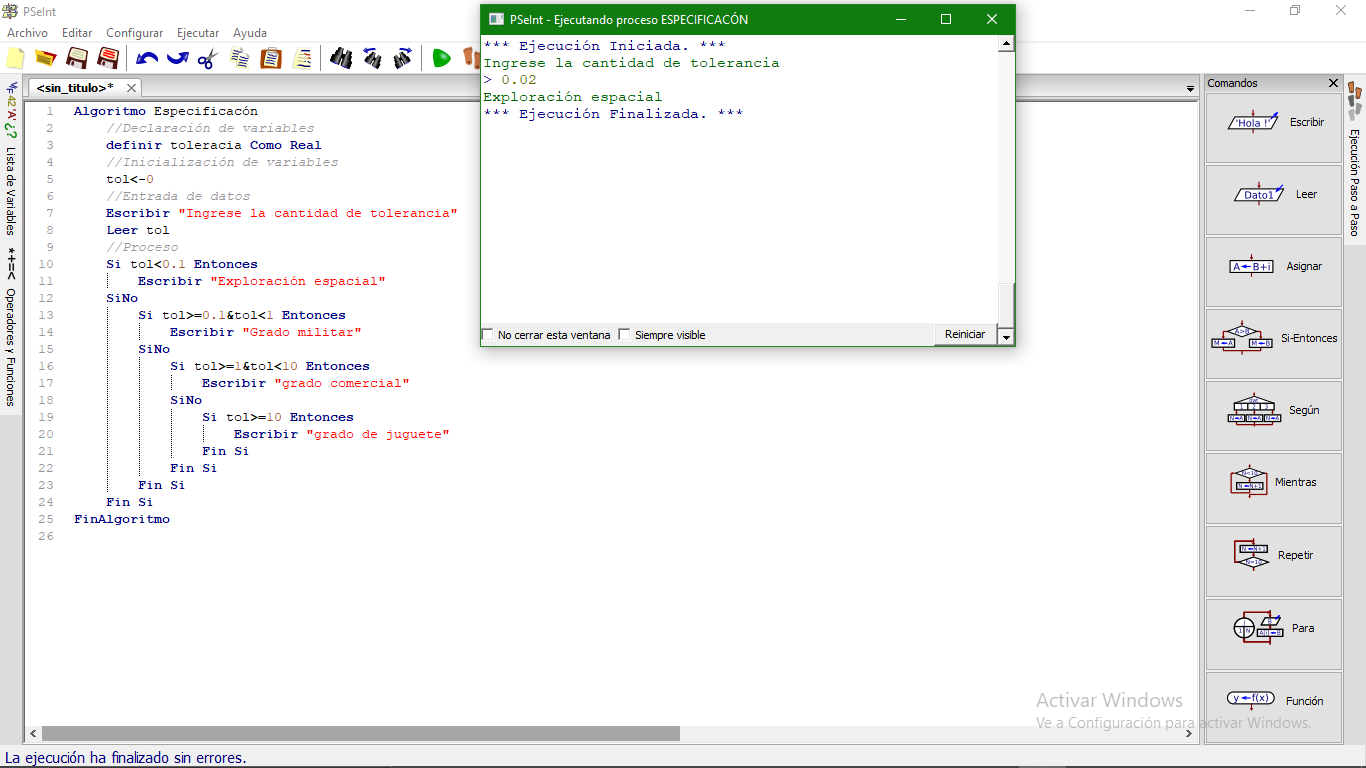 PSeInt
Archivo Editar Configurar Ejecutar Ayuda
<sin_titulo>*
1 Algoritmo Especificacón
2 //Declaración de variables
3 definir toleracia Como Real
4 //Inicialización de variables
5 tol<-0
6 //Entrada de datos
7 Escribir "Ingrese la cantidad de tolerancia"
8 Leer tol
9 //Proceso
10 Si tol<0.1 Entonces
11 Escribir "Exploración espacial"
12 SiNo
13 Si tol>=0.1&tol<1 Entonces
14 Escribir "Grado militar"
15 SiNo
16 Si tol>=1&tol<10 Entonces
17 Escribir "grado comercial"
18 SiNo
19 Si tol>=10 Entonces
20 Escribir "grado de juguete"
21 Fin Si
22 Fin Si
23 Fin Si
24 Fin Si
25 FinAlgoritmo
26
PSeInt - Ejecutando proceso ESPECIFICACÓN
*** Ejecución Iniciada. ***
Ingrese la cantidad de tolerancia
> 0.02
Exploración espacial
*** Ejecución Finalizada. ***
No cerrar esta ventana
Siempre visible
Reiniciar
Lista de Variables
*+=< Operadores y Funciones
Comandos
'Hola !' Escribir
Dato1 Leer
A←B+i Asignar
A>B M←A M←B Si-Entonces
Según
Mientras
Repetir
Para
y←f(x) Función
Ejecución Paso a Paso
Activar Windows
Ve a Configuración para activar Windows.
La ejecución ha finalizado sin errores.